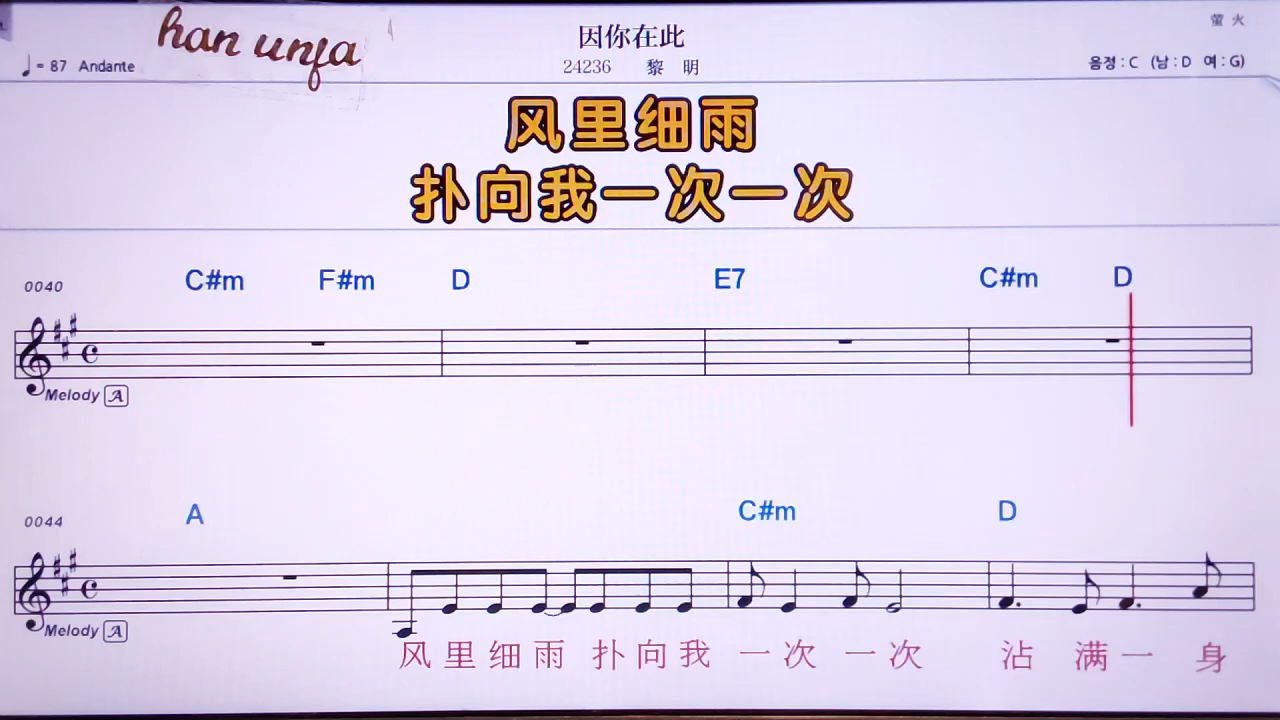 han unfa
因你在此
萤 火
♩= 87 Andante
24236 黎 明
음정 : C (남 : D 여 : G)
风里细雨
扑向我一次一次
0040 C#m F#m D E7 C#m D
Melody A
0044 A C#m D
Melody A
风 里 细 雨 扑 向 我 一 次 一 次 沾 满 一 身